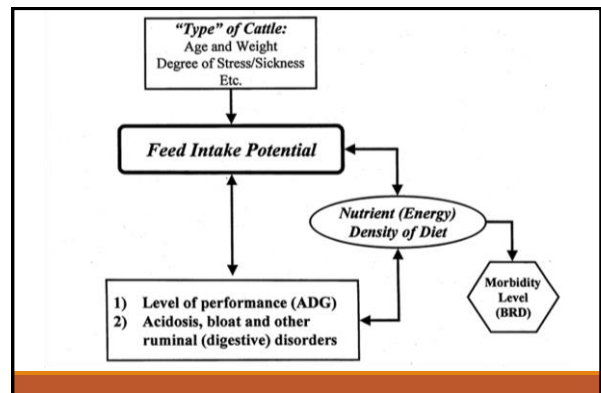 “Type” of Cattle:
Age and Weight
Degree of Stress/Sickness
Etc.
Feed Intake Potential
Nutrient (Energy)
Density of Diet
Morbidity
Level
(BRD)
1) Level of performance (ADG)
2) Acidosis, bloat and other
ruminal (digestive) disorders